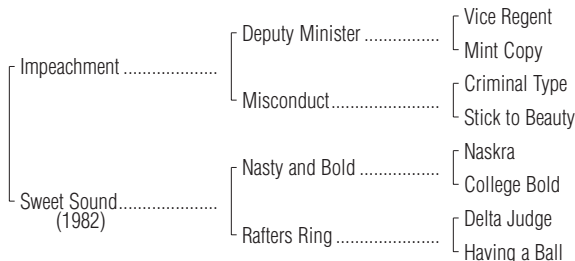 Vice Regent
Deputy Minister ................
Mint Copy
Impeachment ....................
Criminal Type
Misconduct.......................
Stick to Beauty
Naskra
Nasty and Bold .................
College Bold
Sweet Sound.....................
(1982)
Delta Judge
Rafters Ring ......................
Having a Ball